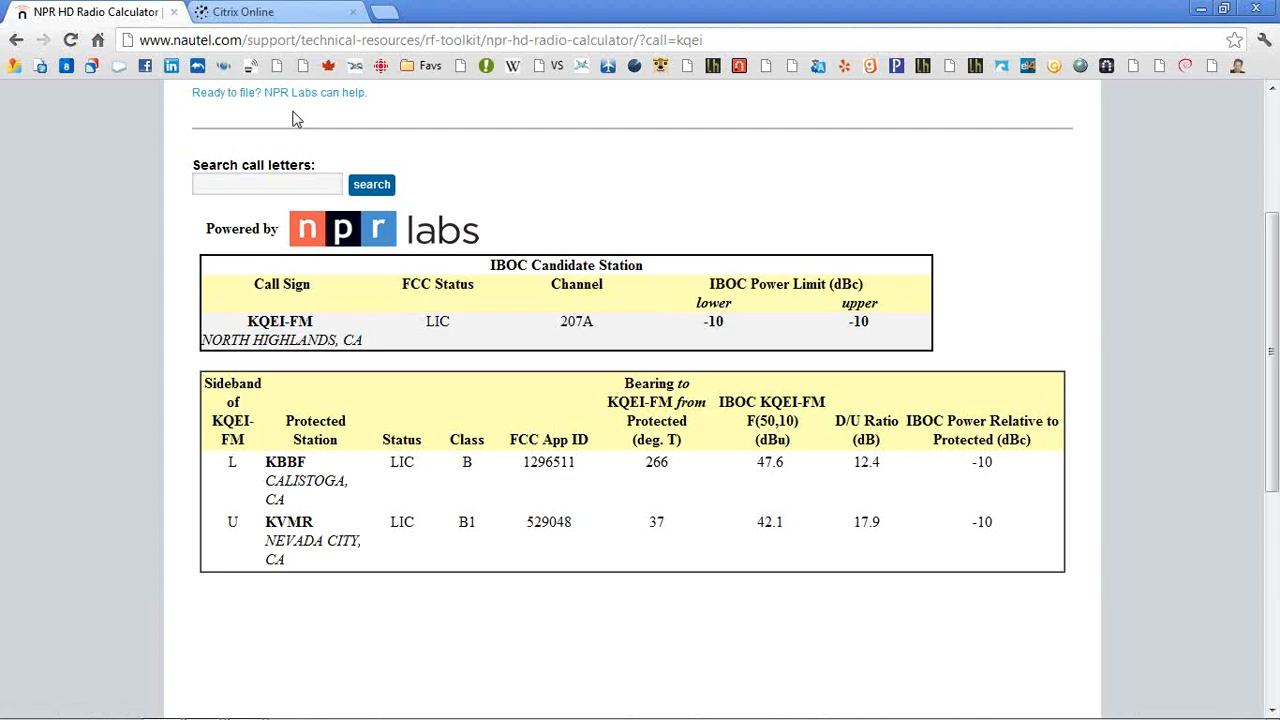 NPR HD Radio Calculator
Citrix Online
www.nautel.com/support/technical-resources/rf-toolkit/npr-hd-radio-calculator/?call=kqei
Favs
VS
Ready to file? NPR Labs can help.
Search call letters:
search
Powered by npr labs
IBOC Candidate Station
Call Sign FCC Status Channel IBOC Power Limit (dBc)
lower upper
KQEI-FM LIC 207A -10 -10
NORTH HIGHLANDS, CA
Sideband of KQEI-FM Protected Station Status Class FCC App ID Bearing to KQEI-FM from Protected (deg. T) IBOC KQEI-FM F(50,10) (dBu) D/U Ratio (dB) IBOC Power Relative to Protected (dBc)
L KBBF LIC B 1296511 266 47.6 12.4 -10
CALISTOGA,
CA
U KVMR LIC B1 529048 37 42.1 17.9 -10
NEVADA CITY,
CA